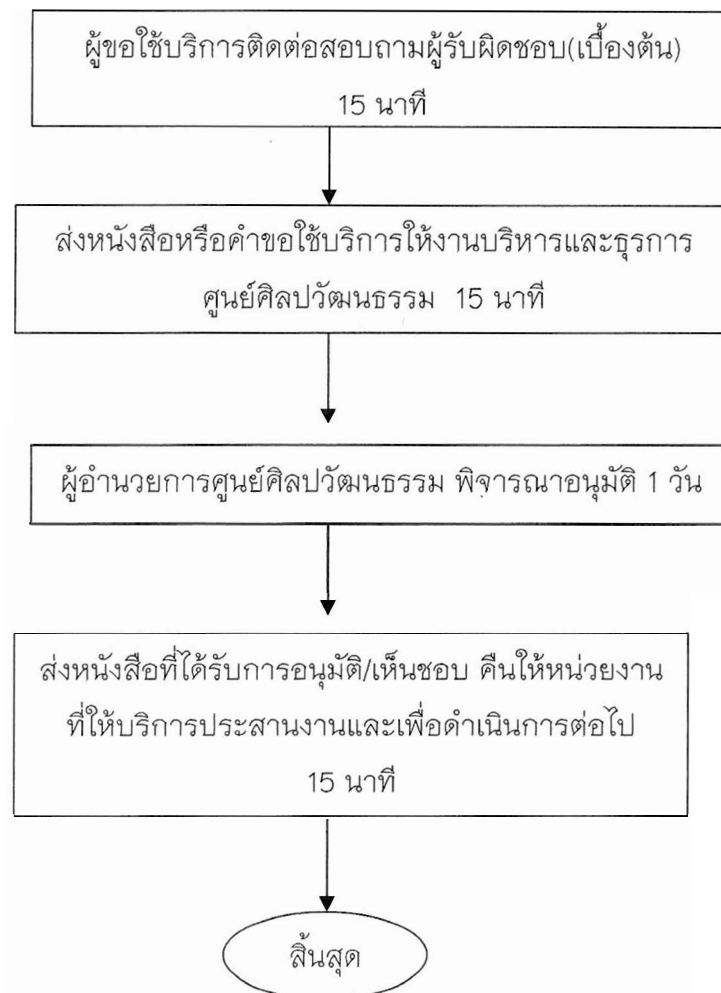 ผู้ขอใช้บริการติดต่อสอบถามผู้รับผิดชอบ(เบื้องต้น)
15 นาที
ส่งหนังสือหรือคำขอใช้บริการให้งานบริหารและธุรการ
ศูนย์ศิลปวัฒนธรรม 15 นาที
ผู้อำนวยการศูนย์ศิลปวัฒนธรรม พิจารณาอนุมัติ 1 วัน
ส่งหนังสือที่ได้รับการอนุมัติ/เห็นชอบ คืนให้หน่วยงาน
ที่ให้บริการประสานงานและเพื่อดำเนินการต่อไป
15 นาที
สิ้นสุด